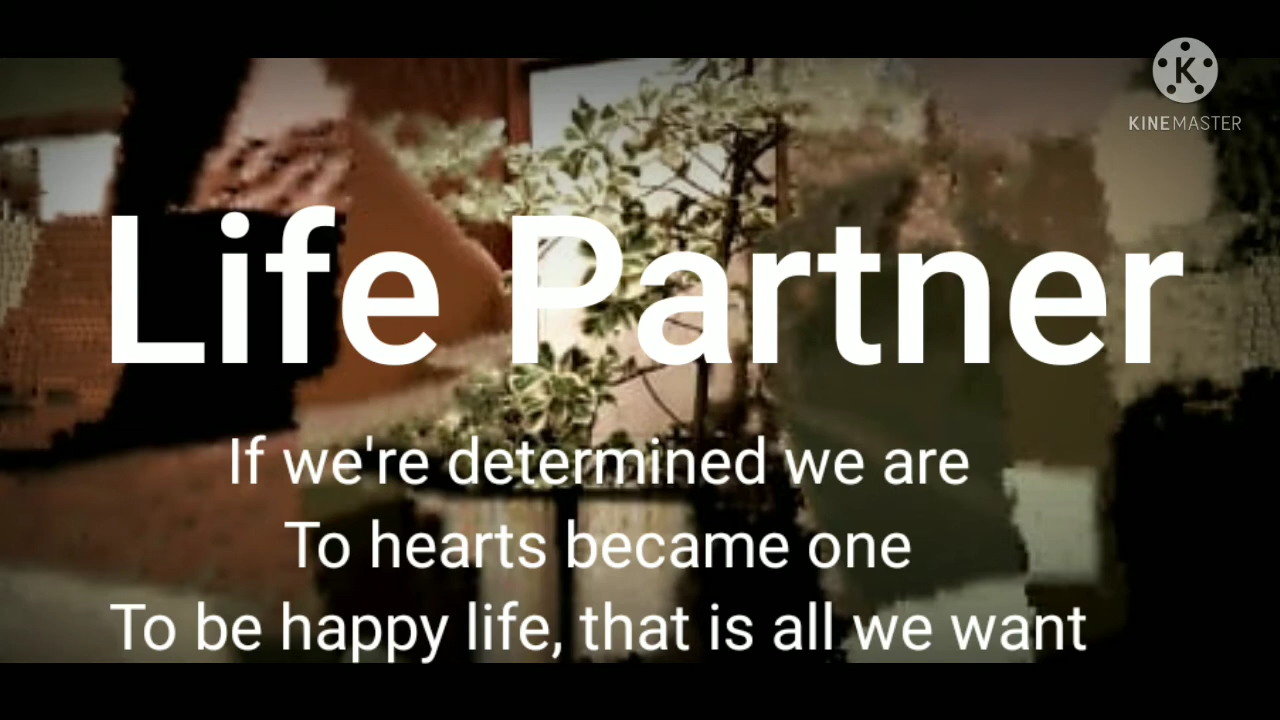 KINEMASTER
Life Partner
If we're determined we are
To hearts became one
To be happy life, that is all we want